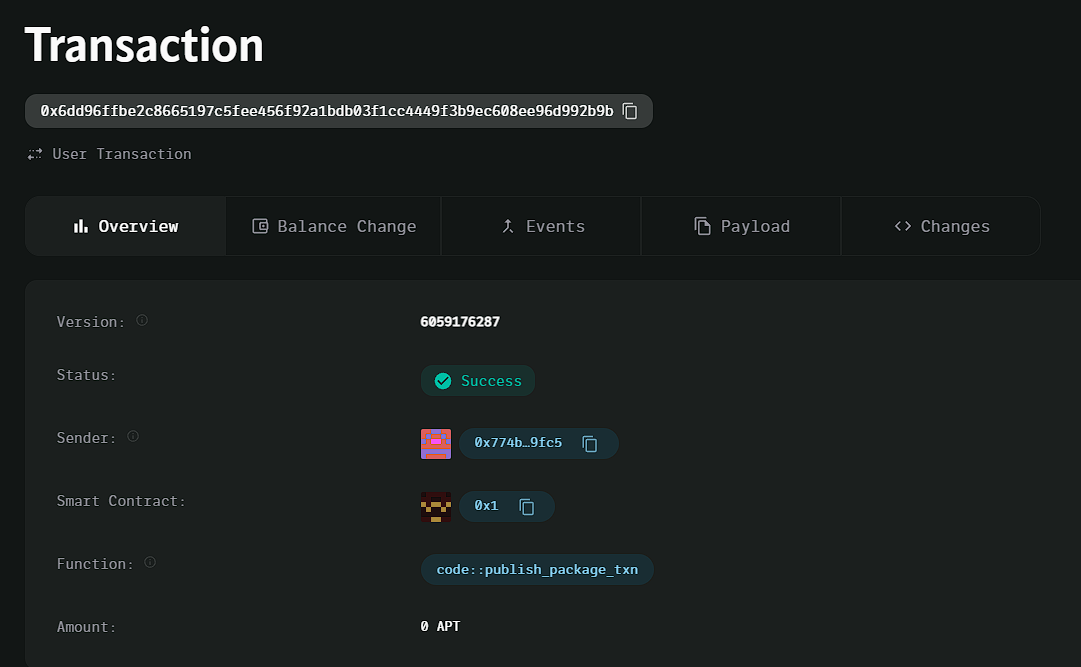 Transaction
0x6dd96ffbe2c8665197c5fee456f92a1bdb03f1cc4449f3b9ec608ee96d992b9b
User Transaction
Overview Balance Change Events Payload Changes
Version: 6059176287
Status: Success
Sender: 0x774b…9fc5
Smart Contract: 0x1
Function: code::publish_package_txn
Amount: 0 APT